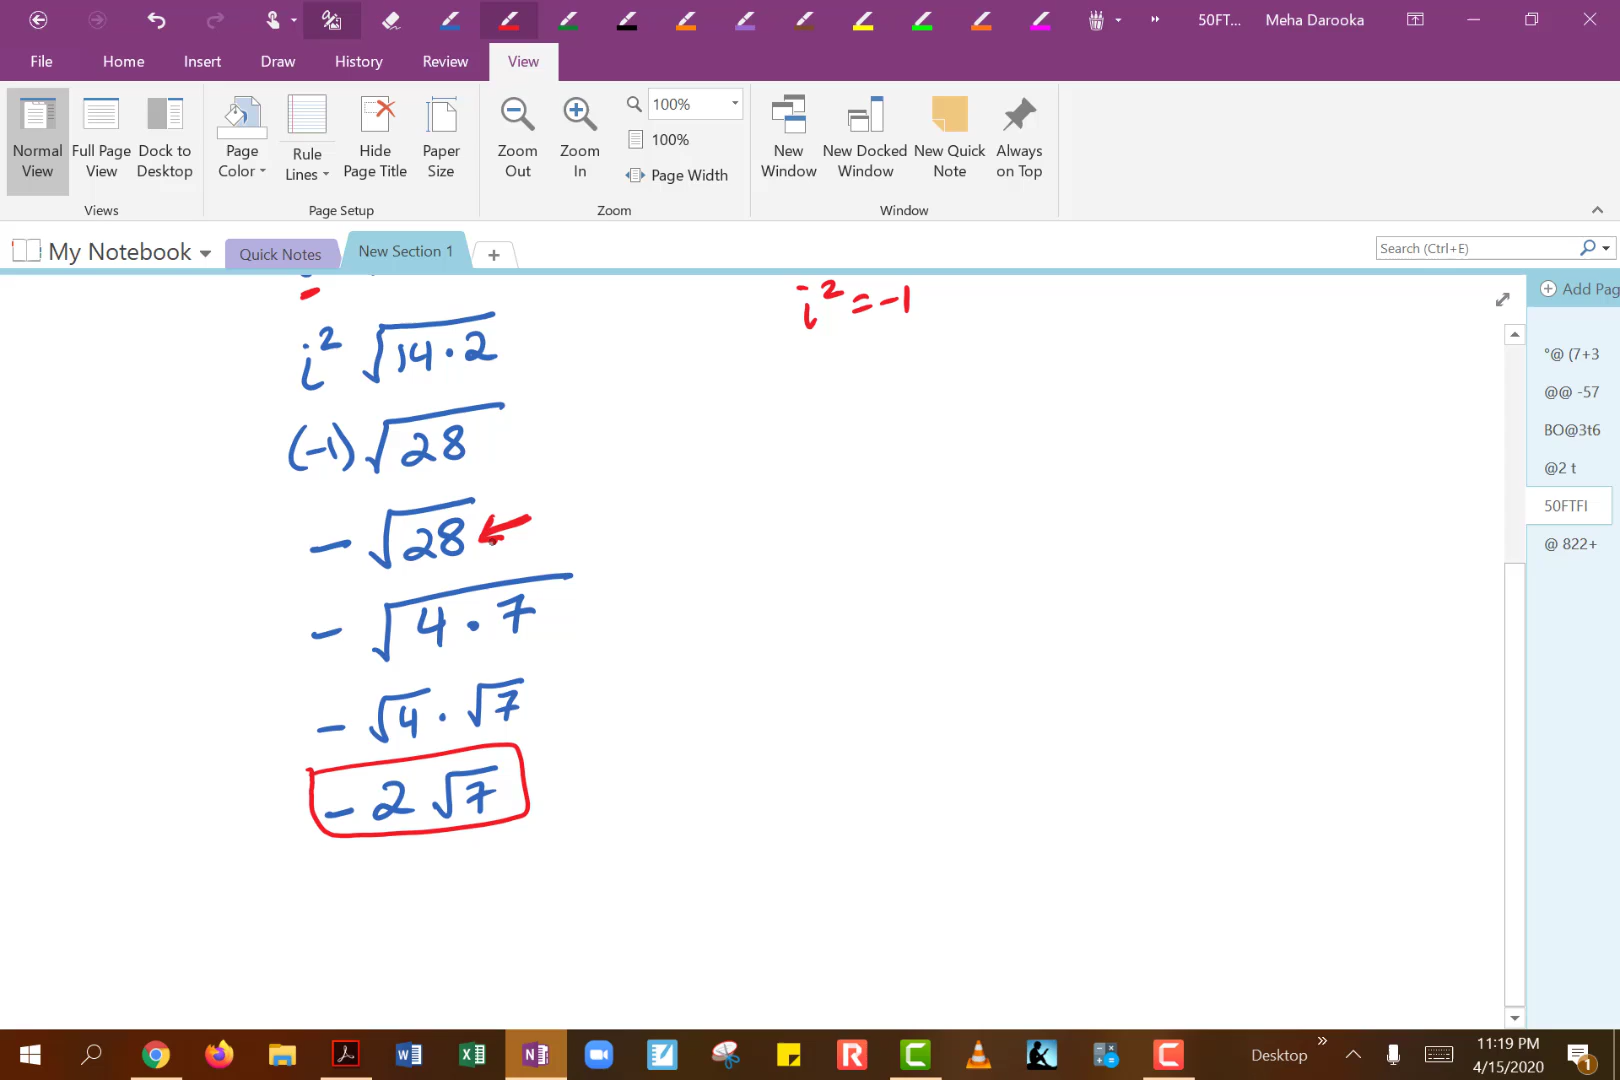 50FT... Meha Darooka
File Home Insert Draw History Review View
Normal View
Full Page View
Dock to Desktop
Views
Page Color
Rule Lines
Hide Page Title
Paper Size
Page Setup
Zoom Out
Zoom In
100%
100%
Page Width
Zoom
New Window
New Docked Window
New Quick Note
Always on Top
Window
My Notebook Quick Notes New Section 1 +
Search (Ctrl+E)
Add Pag
°@ (7+3
@@ -57
BO@3t6
@2 t
50FTFI
@ 822+
i² = -1
i² √14·2
(-1) √28
- √28
- √4·7
- √4 · √7
- 2 √7
Desktop
11:19 PM
4/15/2020
1